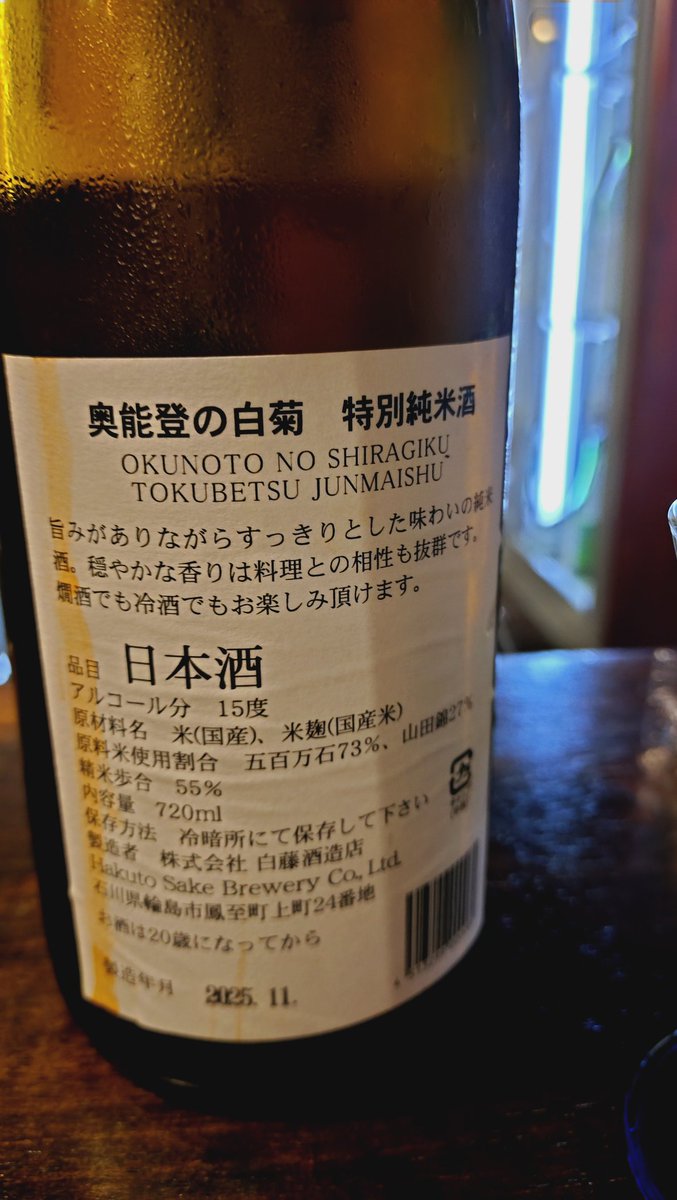 奥能登の白菊　特別純米酒
OKUNOTO NO SHIRAGIKU
TOKUBETSU JUNMAISHU
旨みがありながらすっきりとした味わいの純米
酒。穏やかな香りは料理との相性も抜群です。
燗酒でも冷酒でもお楽しみ頂けます。
品目　日本酒
アルコール分　15度
原材料名　米(国産)、米麹(国産米)
原料米使用割合　五百万石73%、山田錦27%
精米歩合　55%
内容量　720ml
保存方法　冷暗所にて保存して下さい
製造者　株式会社 白藤酒造店
Hakuto Sake Brewery Co., Ltd.
石川県輪島市鳳至町上町24番地
お酒は20歳になってから
製造年月　2025. 11.